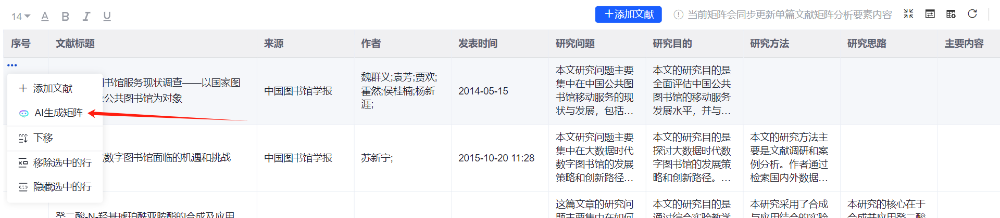 14 A B I U
+添加文献 当前矩阵会同步更新单篇文献矩阵分析要素内容
序号 文献标题 来源 作者 发表时间 研究问题 研究目的 研究方法 研究思路 主要内容
添加文献
AI生成矩阵
下移
移除选中的行
隐藏选中的行
书馆服务现状调查——以国家图
公共图书馆为对象
中国图书馆学报
魏群义;袁芳;贾欢;
霍然;侯桂楠;杨新
涯;
2014-05-15
本文研究问题主要
集中在中国公共图
书馆移动服务的现
状与发展，包括...
本文的研究目的是
全面评估中国公共
图书馆的移动服务
发展水平，并与...
数字图书馆面临的机遇和挑战
中国图书馆学报
苏新宁;
2015-10-20 11:28
本文研究问题主要
集中在大数据时代
数字图书馆的发展
策略和创新路径...
本文的研究目的是
探讨大数据时代数
字图书馆的发展策
略和创新路径。...
本文的研究方法主
要是文献调研和案
例分析。作者通过
检索国内外数据...
癸二酸-N-羟基琥珀酰亚胺酯的合成及应用
这篇文章的研究问
题主要集中在如何
本文的研究目的是
通过综合实验教学
本研究采用了合成
与应用结合的实验
本研究的核心在于
合成并应用癸二酸